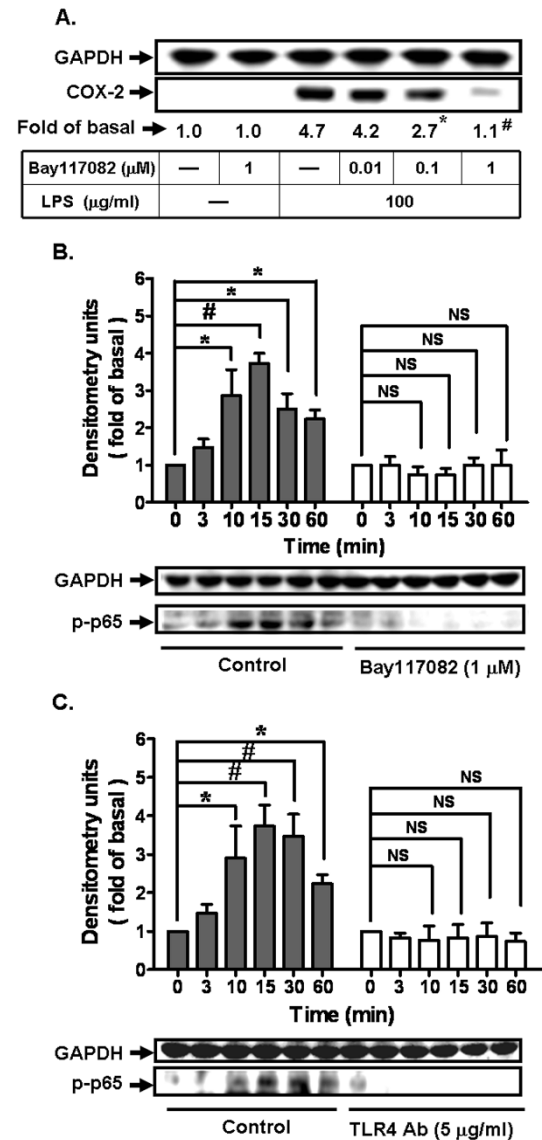 A.
GAPDH
COX-2
Fold of basal 1.0 1.0 4.7 4.2 2.7* 1.1#
Bay117082 (μM) — 1 — 0.01 0.1 1
LPS (μg/ml) — 100
B.
Densitometry units
( fold of basal )
6
5
4
3
2
1
0
* # * *
NS NS NS NS
0 3 10 15 30 60 0 3 10 15 30 60
Time (min)
GAPDH
p-p65
Control Bay117082 (1 μM)
C.
Densitometry units
( fold of basal )
6
5
4
3
2
1
0
* # # *
NS NS NS NS
0 3 10 15 30 60 0 3 10 15 30 60
Time (min)
GAPDH
p-p65
Control TLR4 Ab (5 μg/ml)